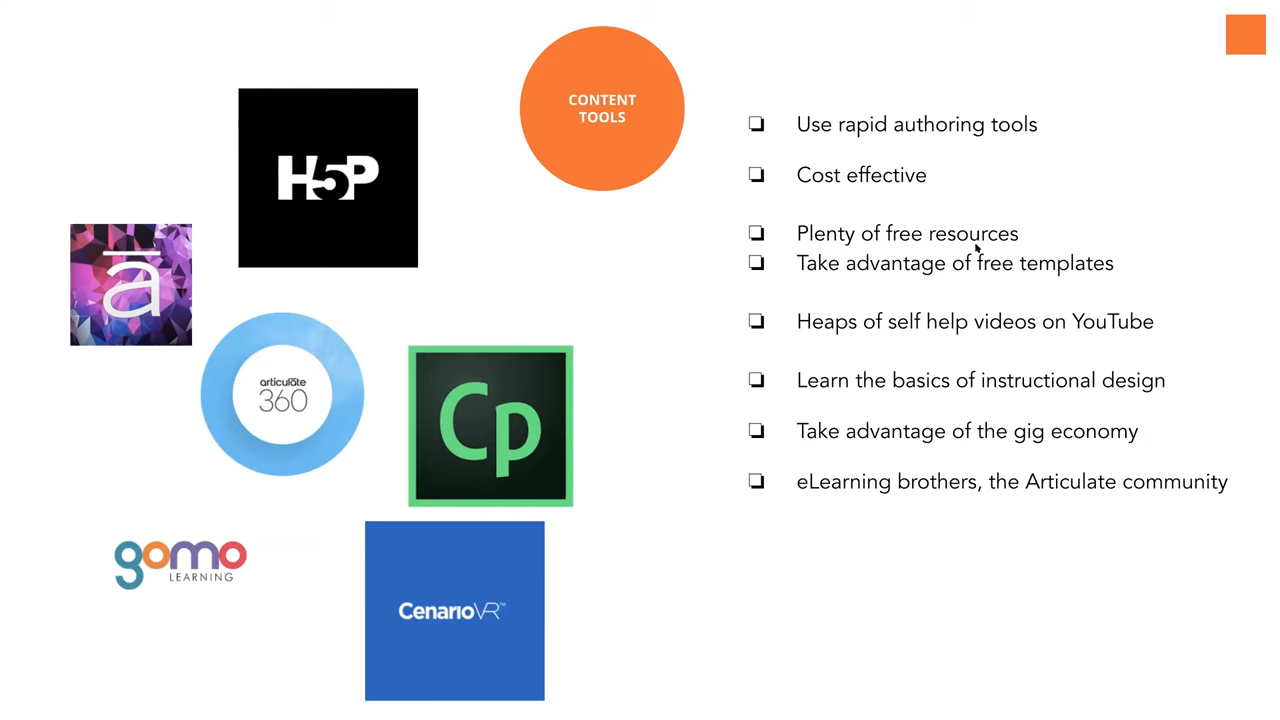 CONTENT
TOOLS
H5P
ā
articulate
360
Cp
gomo
LEARNING
CenarioVR™
❏ Use rapid authoring tools
❏ Cost effective
❏ Plenty of free resources
❏ Take advantage of free templates
❏ Heaps of self help videos on YouTube
❏ Learn the basics of instructional design
❏ Take advantage of the gig economy
❏ eLearning brothers, the Articulate community